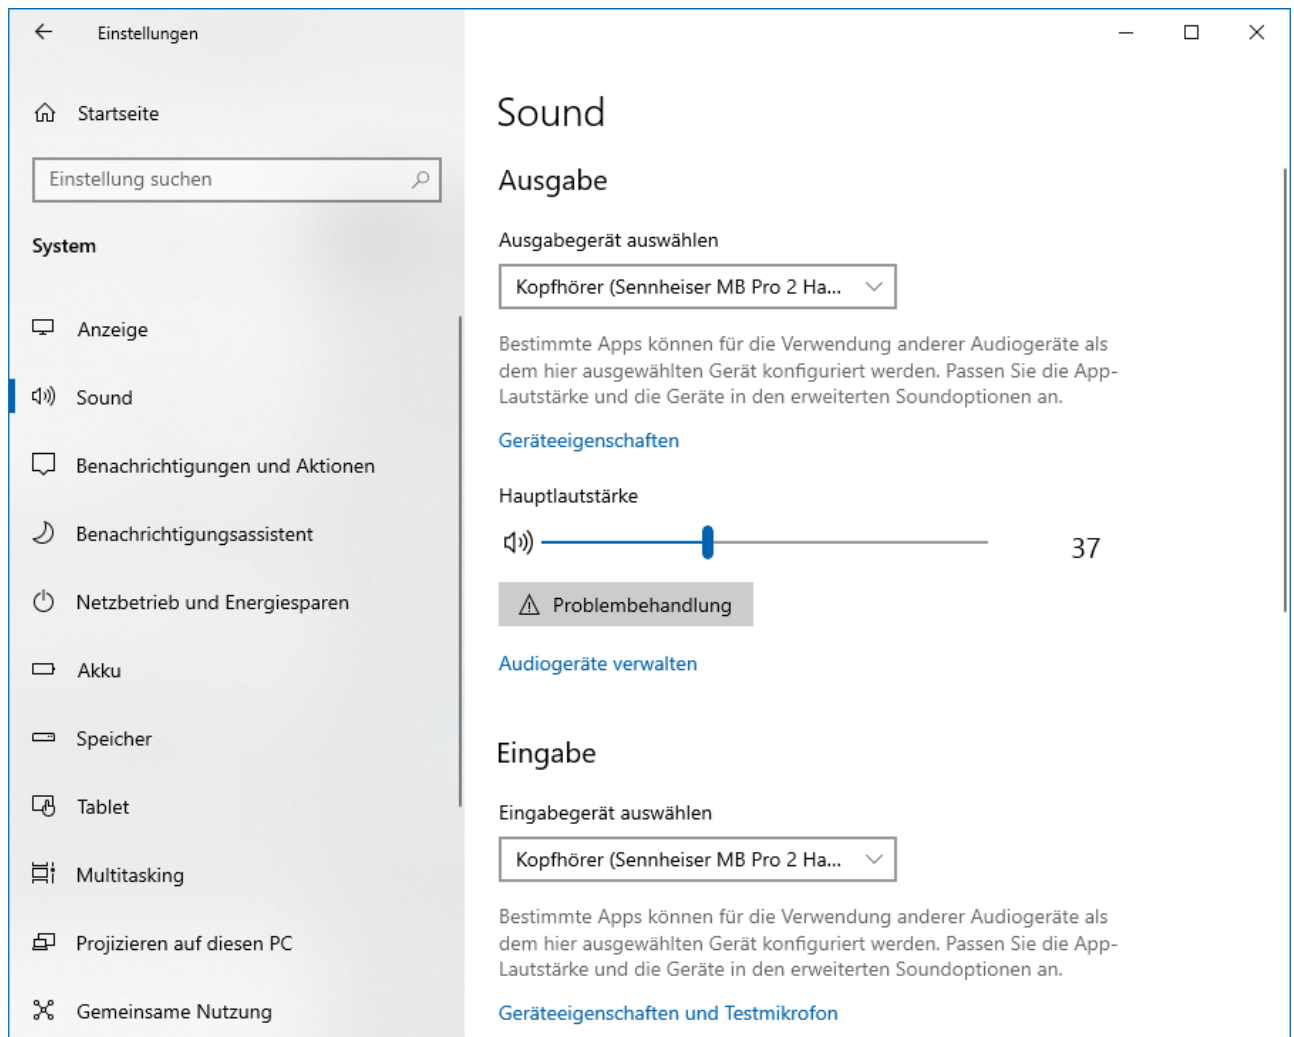 Einstellungen
Startseite
Einstellung suchen
System
Anzeige
Sound
Benachrichtigungen und Aktionen
Benachrichtigungsassistent
Netzbetrieb und Energiesparen
Akku
Speicher
Tablet
Multitasking
Projizieren auf diesen PC
Gemeinsame Nutzung
Sound
Ausgabe
Ausgabegerät auswählen
Kopfhörer (Sennheiser MB Pro 2 Ha...
Bestimmte Apps können für die Verwendung anderer Audiogeräte als
dem hier ausgewählten Gerät konfiguriert werden. Passen Sie die App-
Lautstärke und die Geräte in den erweiterten Soundoptionen an.
Geräteeigenschaften
Hauptlautstärke
37
Problembehandlung
Audiogeräte verwalten
Eingabe
Eingabegerät auswählen
Kopfhörer (Sennheiser MB Pro 2 Ha...
Bestimmte Apps können für die Verwendung anderer Audiogeräte als
dem hier ausgewählten Gerät konfiguriert werden. Passen Sie die App-
Lautstärke und die Geräte in den erweiterten Soundoptionen an.
Geräteeigenschaften und Testmikrofon